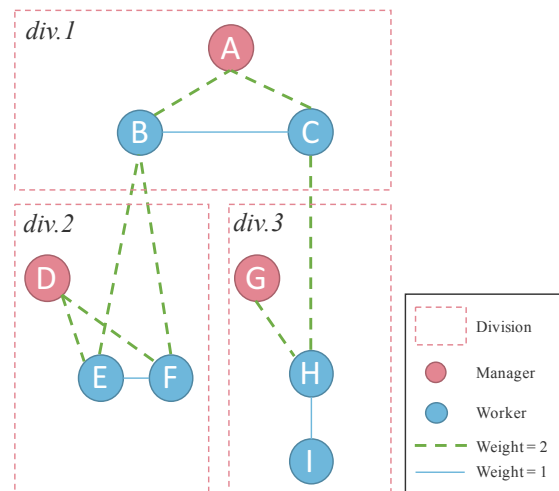 div.1
A
B
C
div.2
D
E
F
div.3
G
H
I
Division
Manager
Worker
Weight = 2
Weight = 1